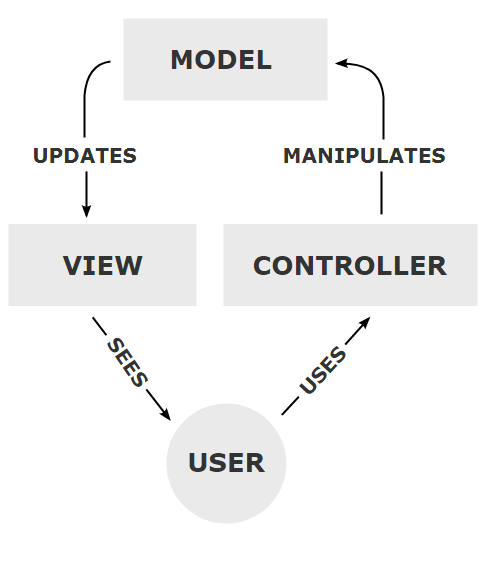 MODEL
UPDATES
MANIPULATES
VIEW
CONTROLLER
SEES
USES
USER